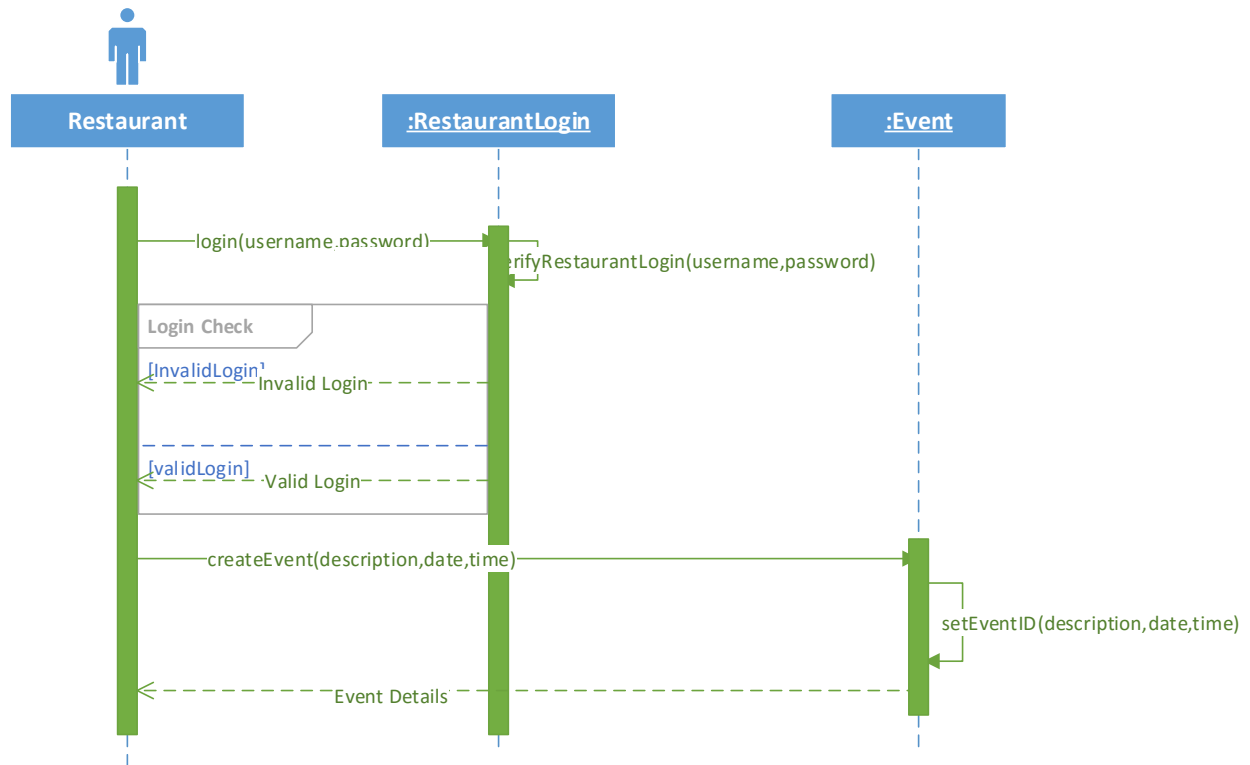 Restaurant
:RestaurantLogin
:Event
login(username,password)
erifyRestaurantLogin(username,password)
Login Check
[InvalidLogin]
Invalid Login
[validLogin]
Valid Login
createEvent(description,date,time)
setEventID(description,date,time)
Event Details